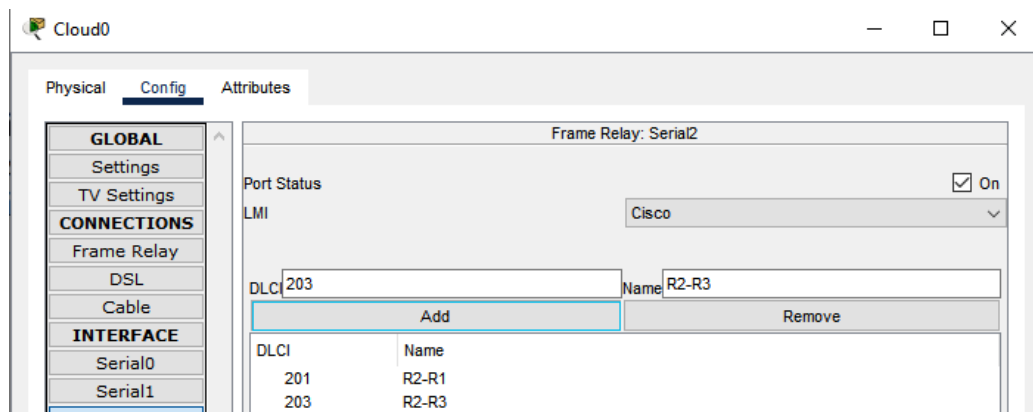 Cloud0
Physical Config Attributes
GLOBAL
Settings
TV Settings
CONNECTIONS
Frame Relay
DSL
Cable
INTERFACE
Serial0
Serial1
Frame Relay: Serial2
Port Status On
LMI Cisco
DLCI 203 Name R2-R3
Add Remove
DLCI Name
201 R2-R1
203 R2-R3